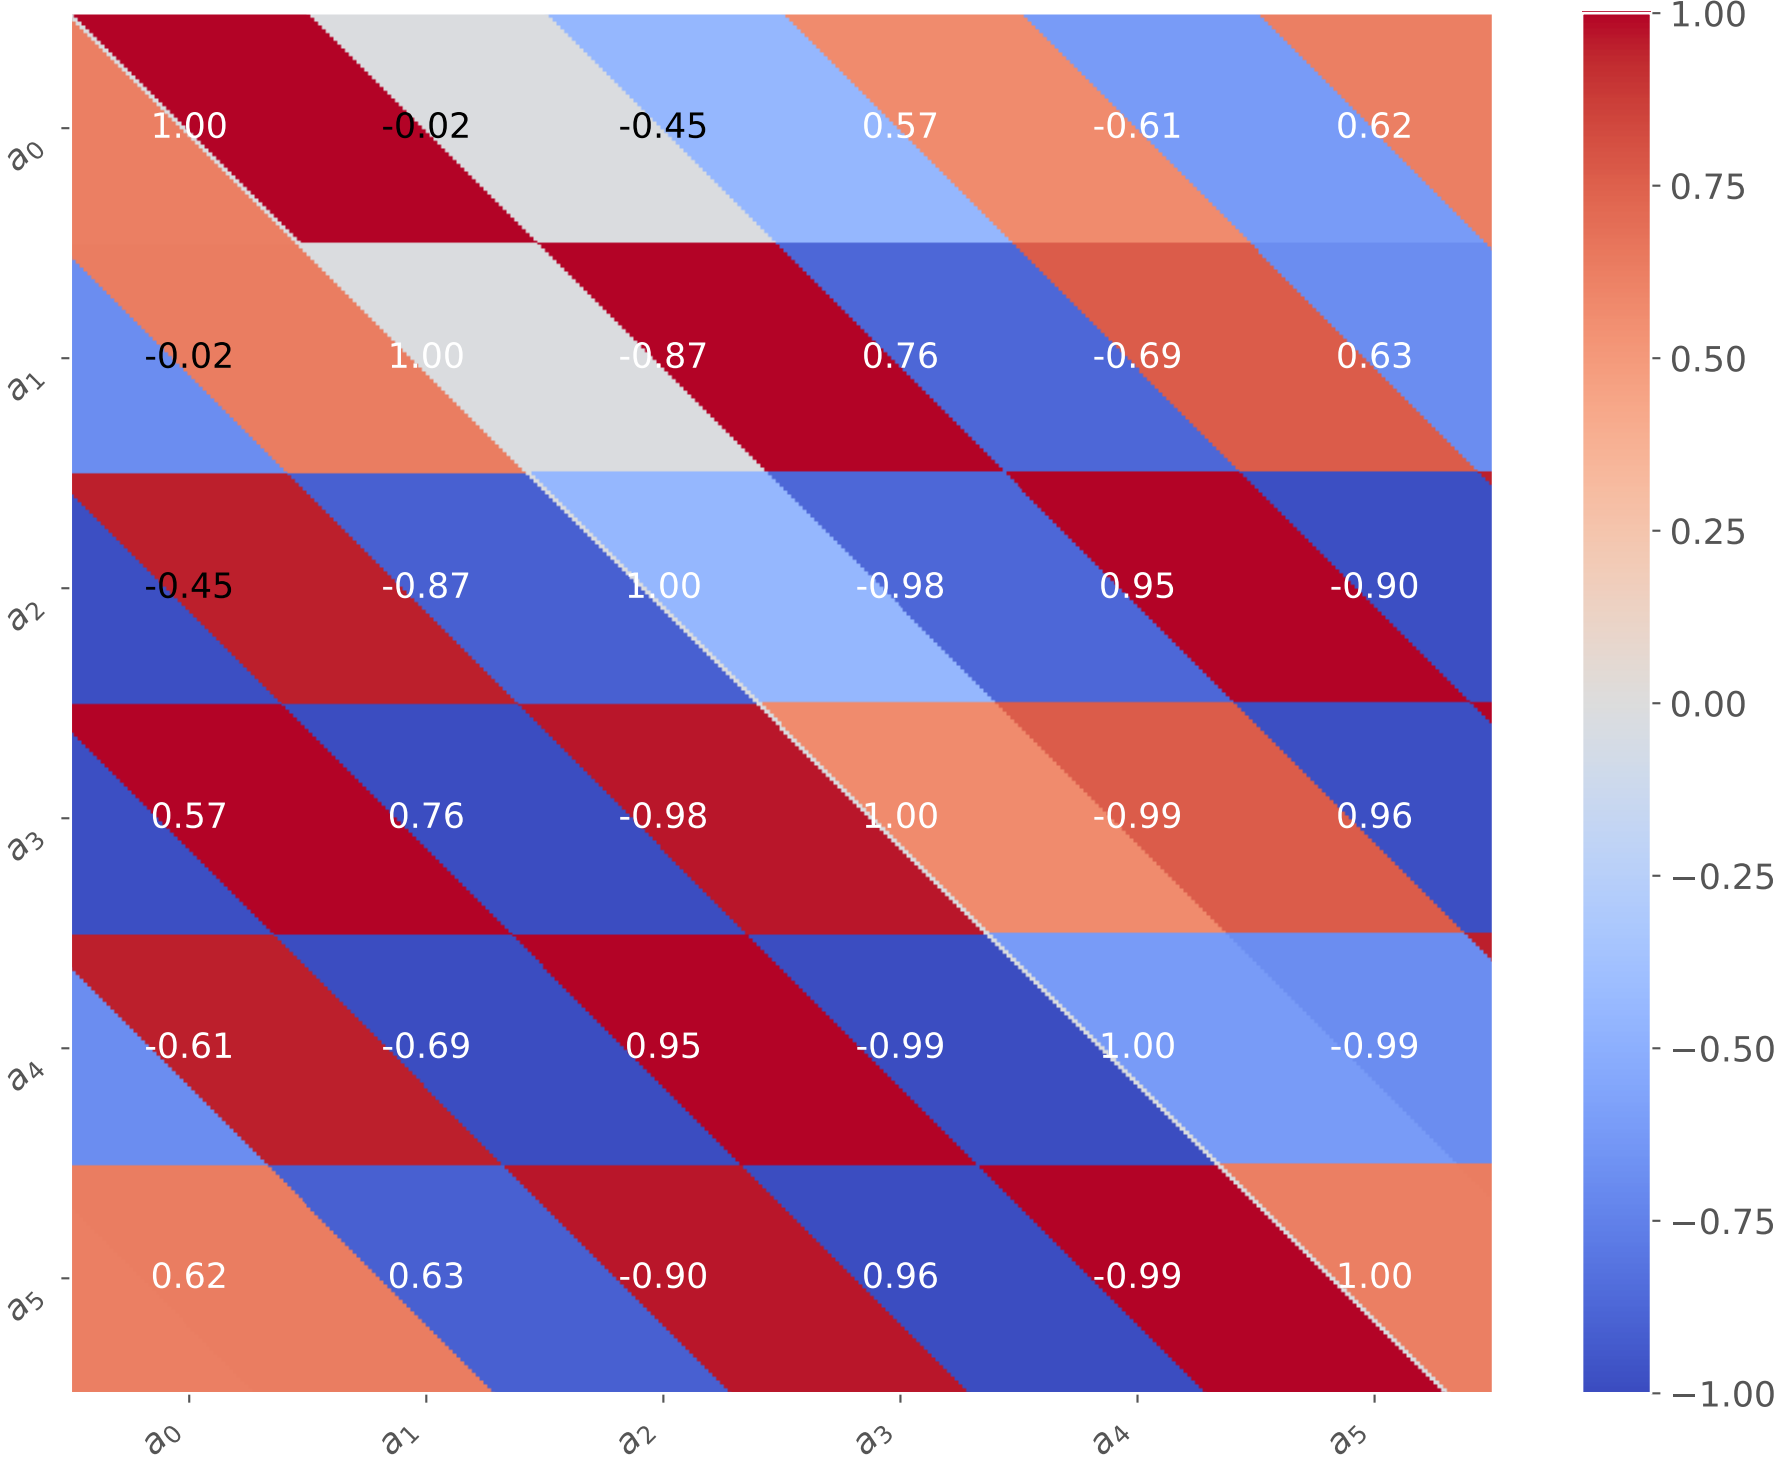 1.00
a0 1.00 -0.02 -0.45 0.57 -0.61 0.62
0.75
a1 -0.02 1.00 -0.87 0.76 -0.69 0.63
0.50
0.25
a2 -0.45 -0.87 1.00 -0.98 0.95 -0.90
0.00
a3 0.57 0.76 -0.98 1.00 -0.99 0.96
−0.25
a4 -0.61 -0.69 0.95 -0.99 1.00 -0.99
−0.50
−0.75
a5 0.62 0.63 -0.90 0.96 -0.99 1.00
−1.00
a0 a1 a2 a3 a4 a5